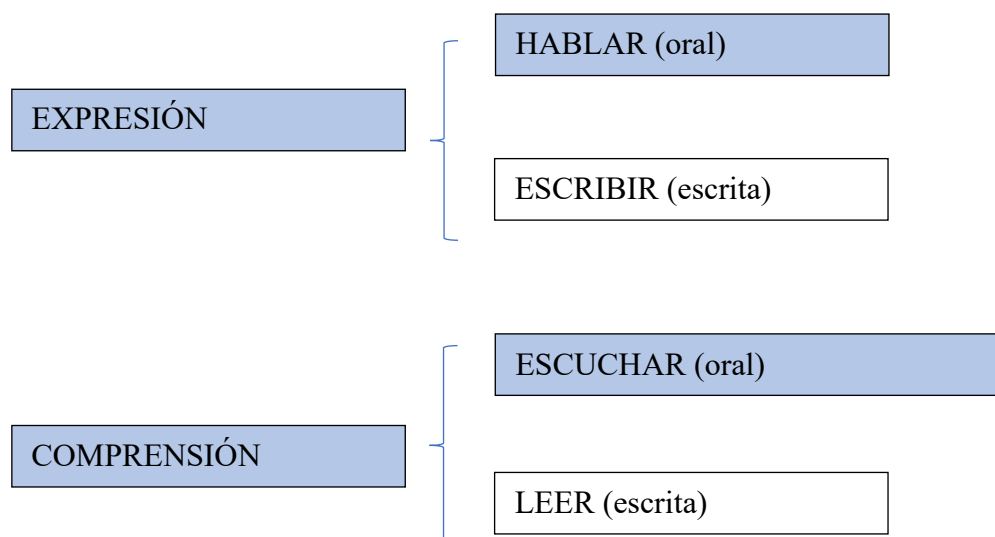 HABLAR (oral)
EXPRESIÓN
ESCRIBIR (escrita)
ESCUCHAR (oral)
COMPRENSIÓN
LEER (escrita)